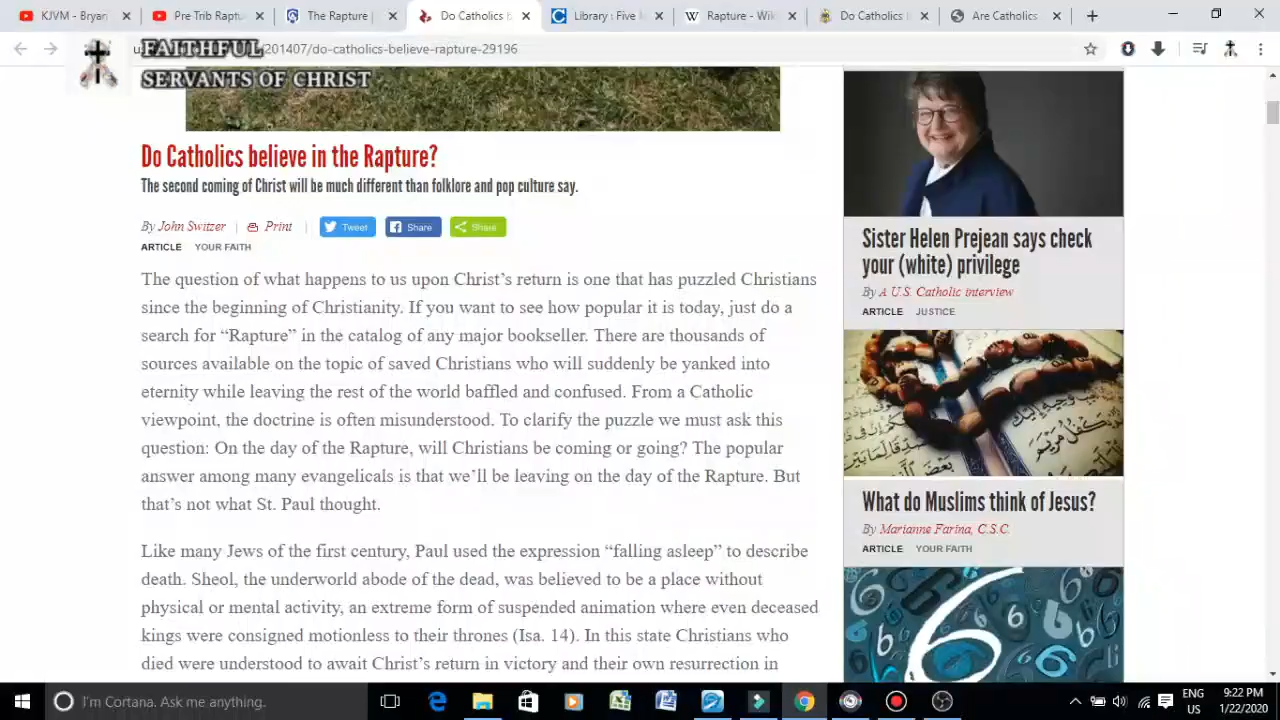 KJVM - Bryan
Pre Trib Raptu
The Rapture
Do Catholics b
Library : Five N
Rapture - Wik
Do Catholics
Are Catholics
201407/do-catholics-believe-rapture-29196
FAITHFUL
SERVANTS OF CHRIST
Do Catholics believe in the Rapture?
The second coming of Christ will be much different than folklore and pop culture say.
By John Switzer | Print | Tweet Share Share
ARTICLE YOUR FAITH
The question of what happens to us upon Christ’s return is one that has puzzled Christians
since the beginning of Christianity. If you want to see how popular it is today, just do a
search for “Rapture” in the catalog of any major bookseller. There are thousands of
sources available on the topic of saved Christians who will suddenly be yanked into
eternity while leaving the rest of the world baffled and confused. From a Catholic
viewpoint, the doctrine is often misunderstood. To clarify the puzzle we must ask this
question: On the day of the Rapture, will Christians be coming or going? The popular
answer among many evangelicals is that we’ll be leaving on the day of the Rapture. But
that’s not what St. Paul thought.
Like many Jews of the first century, Paul used the expression “falling asleep” to describe
death. Sheol, the underworld abode of the dead, was believed to be a place without
physical or mental activity, an extreme form of suspended animation where even deceased
kings were consigned motionless to their thrones (Isa. 14). In this state Christians who
died were understood to await Christ’s return in victory and their own resurrection in
Sister Helen Prejean says check
your (white) privilege
By A U.S. Catholic interview
ARTICLE JUSTICE
What do Muslims think of Jesus?
By Marianne Farina, C.S.C.
ARTICLE YOUR FAITH
6
I'm Cortana. Ask me anything.
ENG
US
9:22 PM
1/22/2020